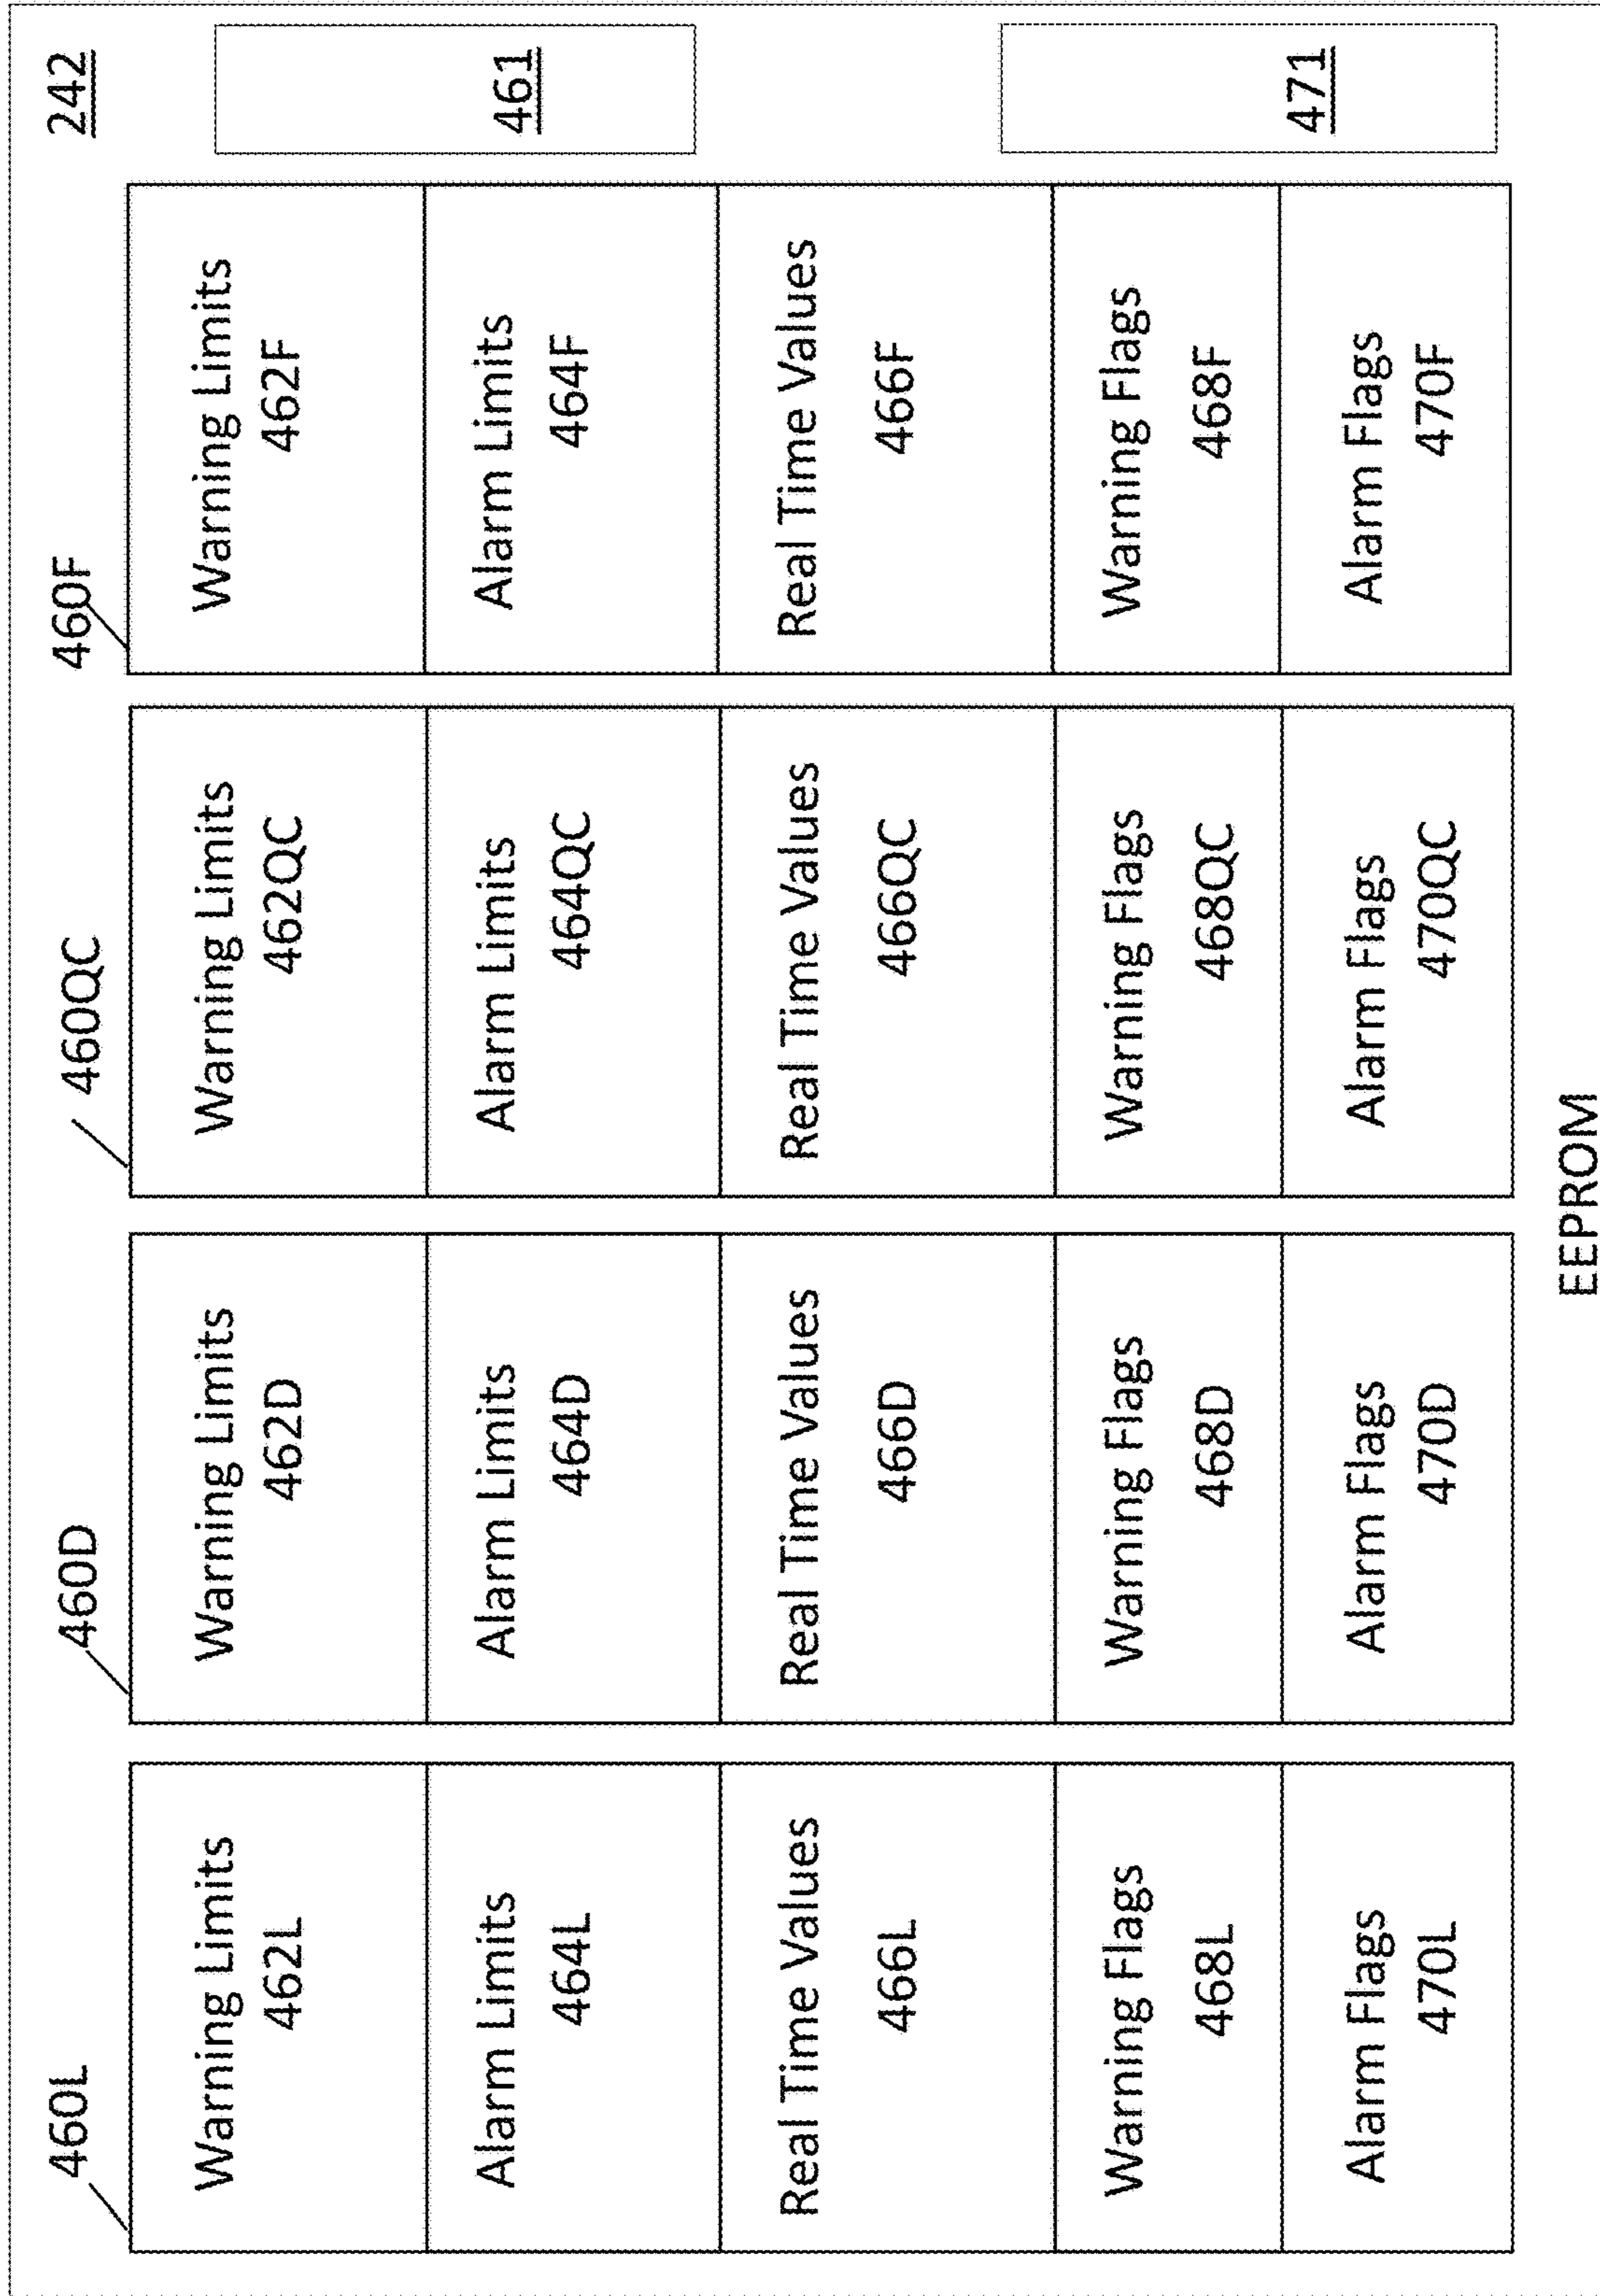 460L
Warning Limits
462L
Alarm Limits
464L
Real Time Values
466L
Warning Flags
468L
Alarm Flags
470L
460D
Warning Limits
462D
Alarm Limits
464D
Real Time Values
466D
Warning Flags
468D
Alarm Flags
470D
460QC
Warning Limits
462QC
Alarm Limits
464QC
Real Time Values
466QC
Warning Flags
468QC
Alarm Flags
470QC
460F
Warning Limits
462F
Alarm Limits
464F
Real Time Values
466F
Warning Flags
468F
Alarm Flags
470F
242
461
471
EEPROM